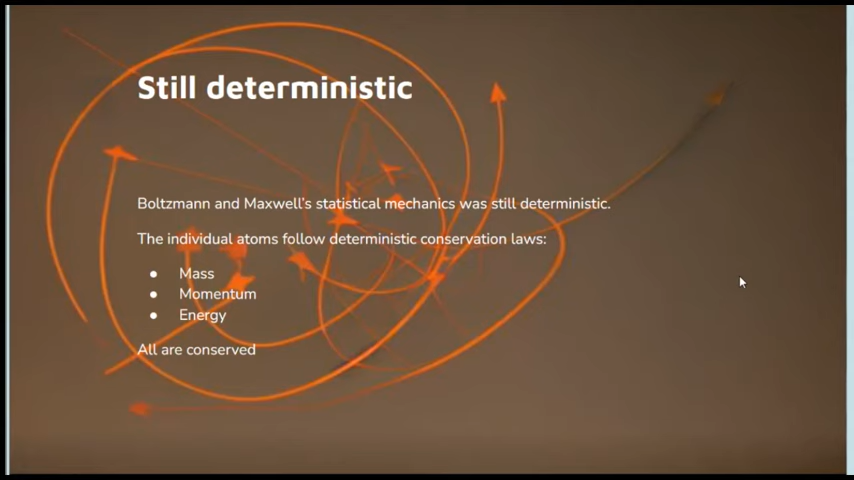 Still deterministic
Boltzmann and Maxwell's statistical mechanics was still deterministic.
The individual atoms follow deterministic conservation laws:
● Mass
● Momentum
● Energy
All are conserved